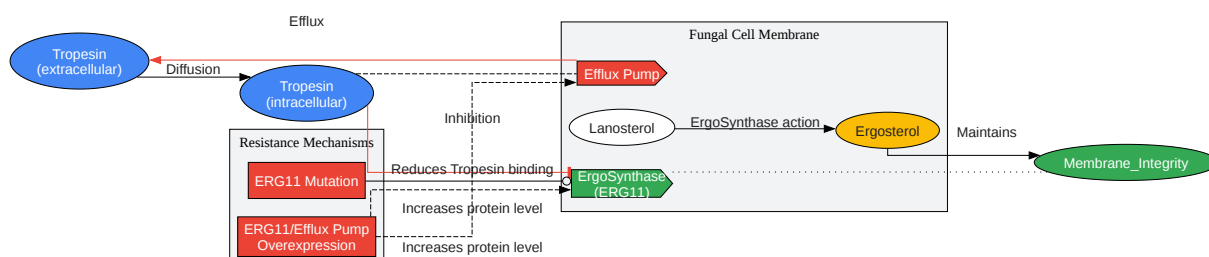 Efflux
Fungal Cell Membrane
Tropesin
(extracellular)
Diffusion
Tropesin
(intracellular)
Efflux Pump
Inhibition
Lanosterol
ErgoSynthase action
Ergosterol
Maintains
Membrane_Integrity
Resistance Mechanisms
ERG11 Mutation
Reduces Tropesin binding
ErgoSynthase
(ERG11)
Increases protein level
ERG11/Efflux Pump
Overexpression
Increases protein level